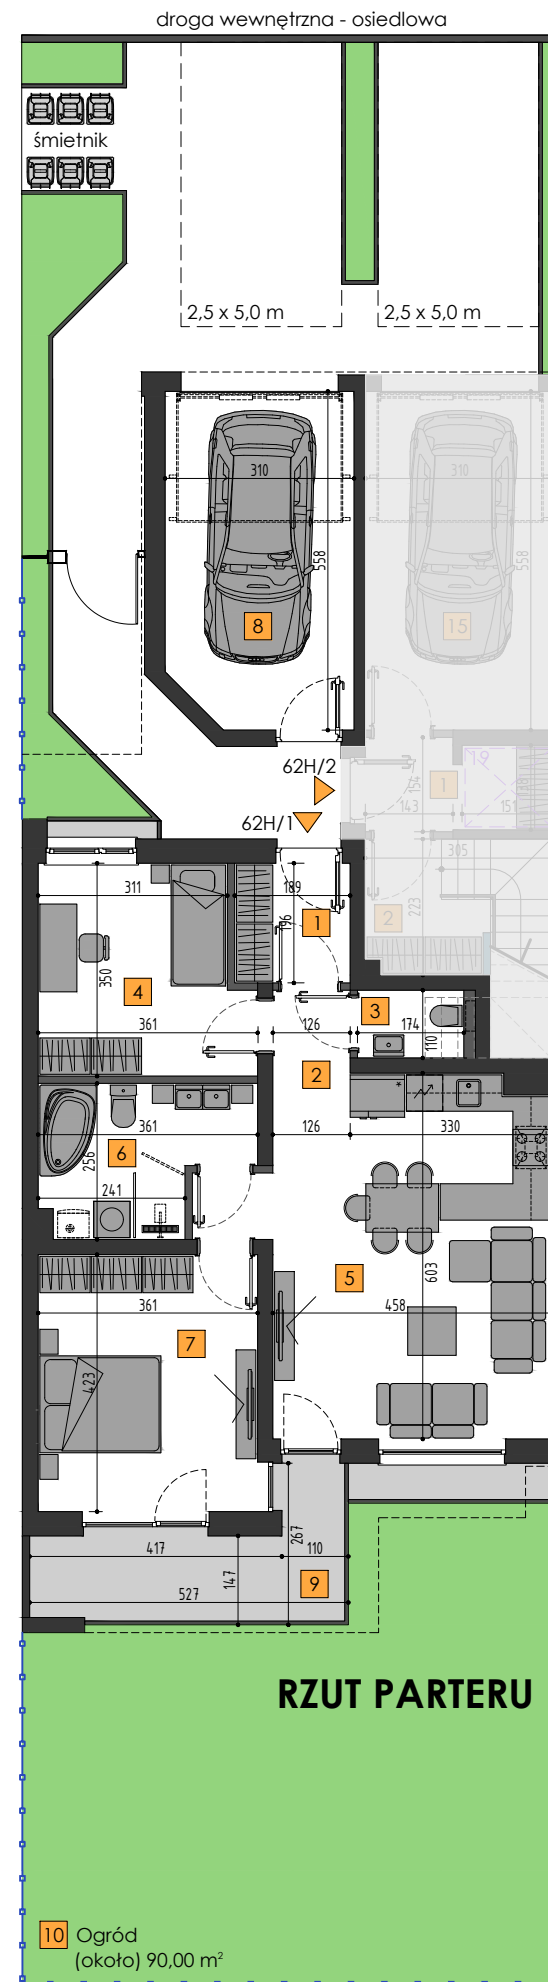 droga wewnętrzna - osiedlowa
śmietnik
2,5 x 5,0 m 2,5 x 5,0 m
310 310
558 558
8 15
62H/2
19
154 1 138
143 151
62H/1
305
311 189
196 1
223 2
350 4
3
361 126 174
110
2
*
361 126 330
256 6
241
5
603
361 458
7
423
417 267 110
147 9
527
RZUT PARTERU
10 Ogród
(około) 90,00 m²